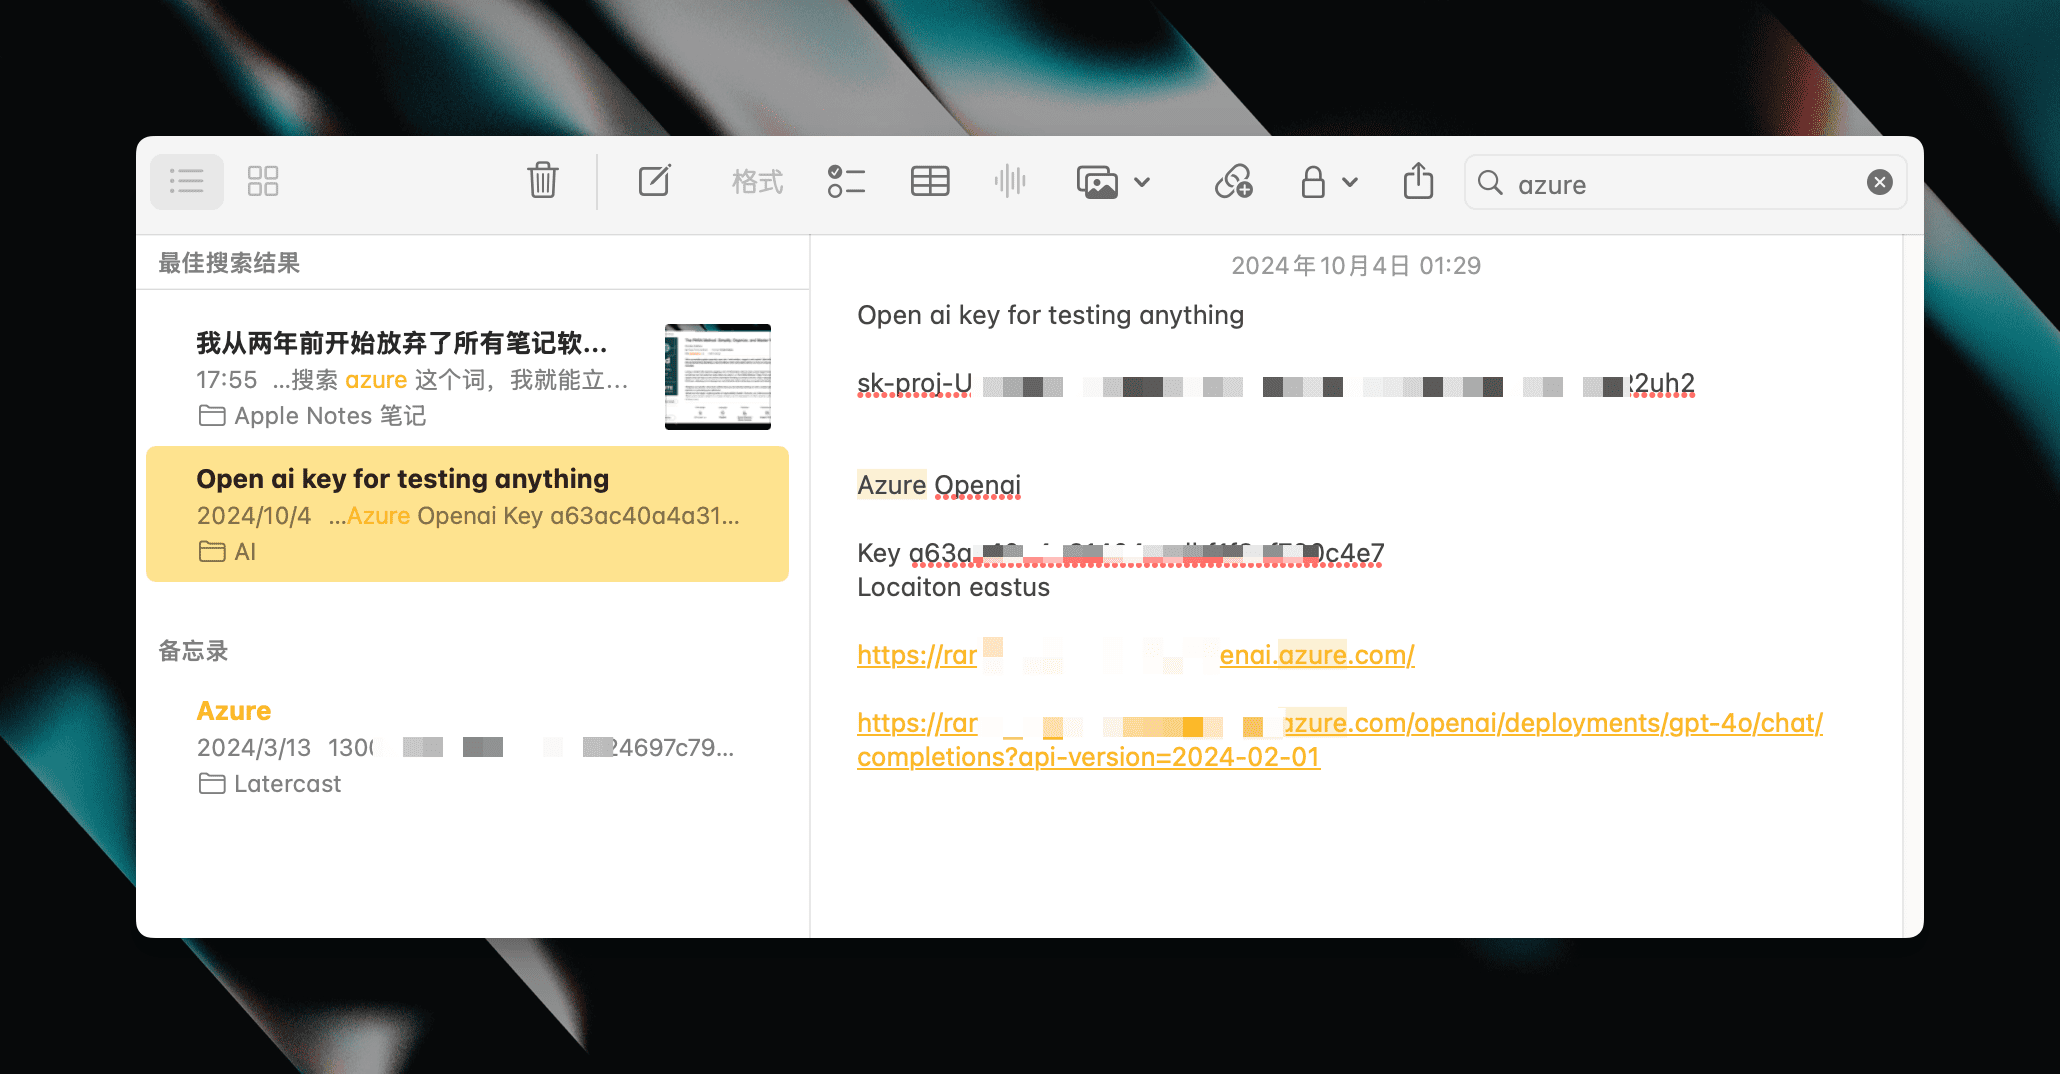 格式
azure
最佳搜索结果
我从两年前开始放弃了所有笔记软...
17:55 ...搜索 azure 这个词，我就能立...
Apple Notes 笔记
Open ai key for testing anything
2024/10/4 ...Azure Openai Key a63ac40a4a31...
AI
备忘录
Azure
2024/3/13 130 24697c79...
Latercast
2024年10月4日 01:29
Open ai key for testing anything
sk-proj-U 2uh2
Azure Openai
Key a63a c4e7
Locaiton eastus
https://rar enai.azure.com/
https://rar azure.com/openai/deployments/gpt-4o/chat/
completions?api-version=2024-02-01